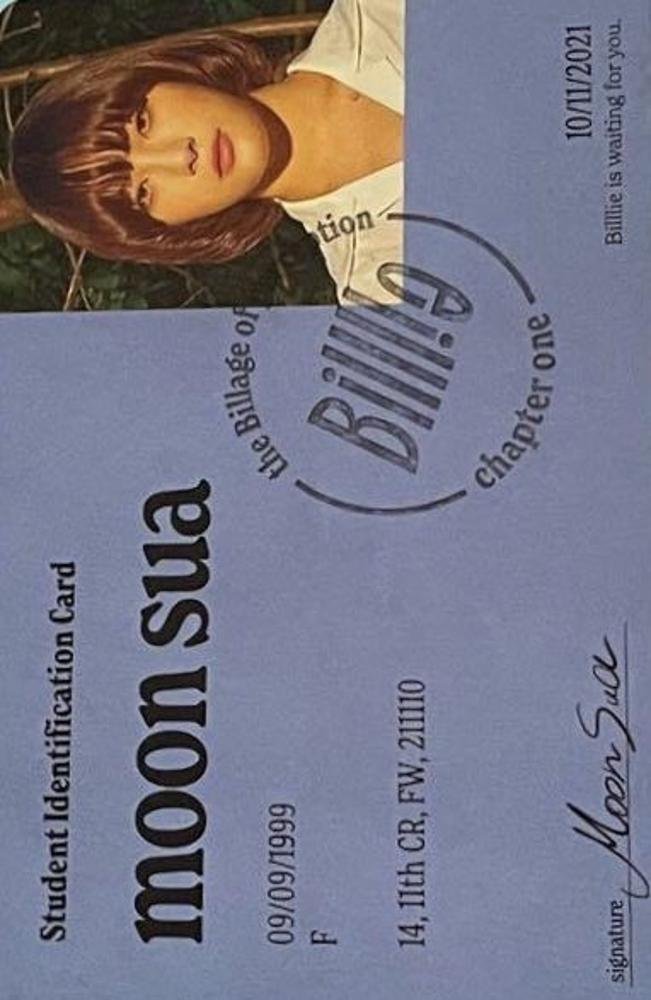 Student Identification Card
moon sua
09/09/1999
F
14, 11th CR, FW, 211110
the Billage of
tion
Billlie
chapter one
signature
Moon Sua
10/11/2021
Billlie is waiting for you.